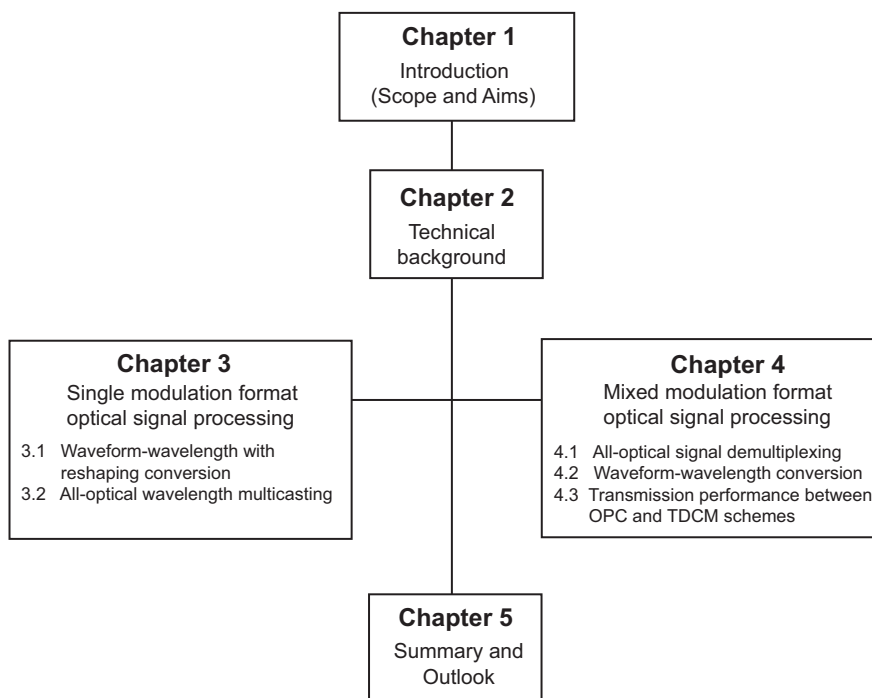 Chapter 1
Introduction
(Scope and Aims)
Chapter 2
Technical
background
Chapter 3
Single modulation format
optical signal processing
3.1 Waveform-wavelength with
reshaping conversion
3.2 All-optical wavelength multicasting
Chapter 4
Mixed modulation format
optical signal processing
4.1 All-optical signal demultiplexing
4.2 Waveform-wavelength conversion
4.3 Transmission performance between
OPC and TDCM schemes
Chapter 5
Summary and
Outlook